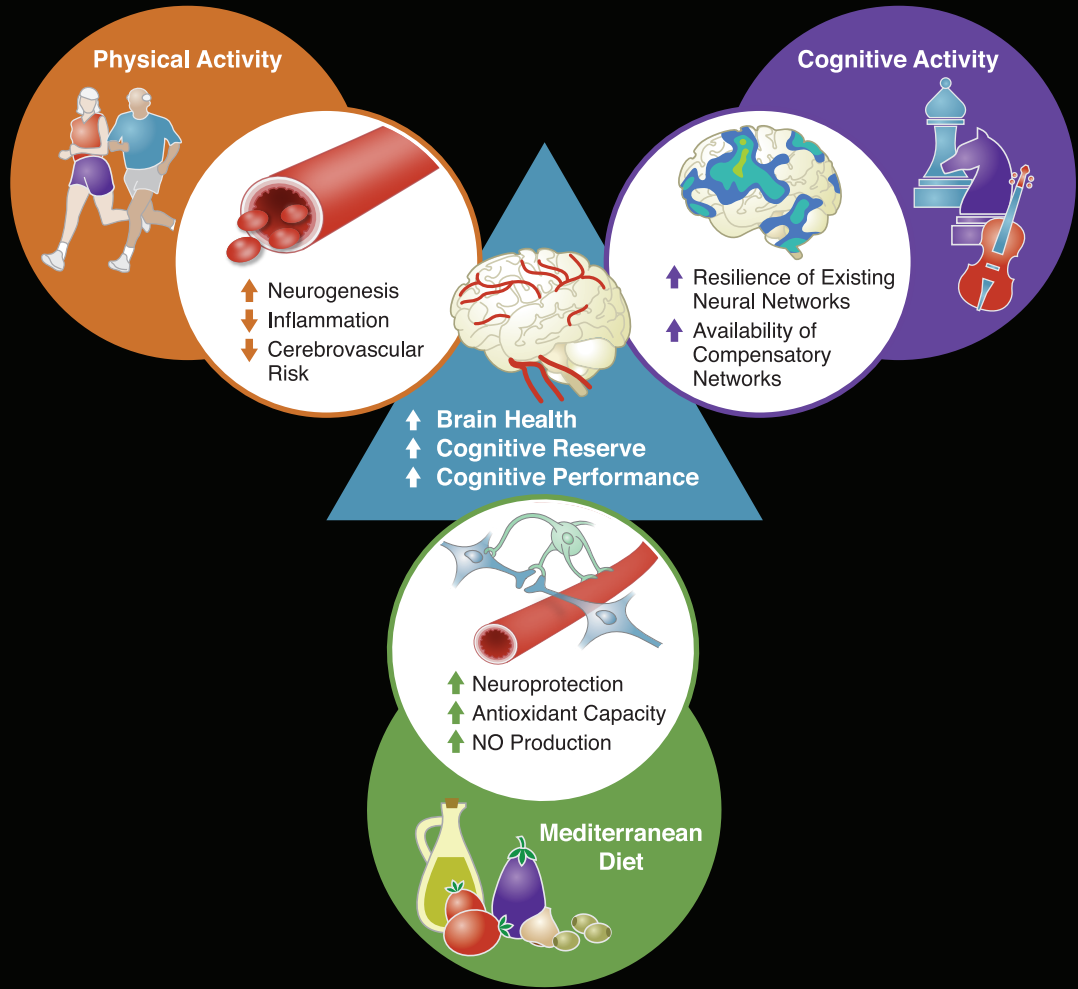 Physical Activity
Neurogenesis
Inflammation
Cerebrovascular
Risk
Cognitive Activity
Resilience of Existing
Neural Networks
Availability of
Compensatory
Networks
Brain Health
Cognitive Reserve
Cognitive Performance
Neuroprotection
Antioxidant Capacity
NO Production
Mediterranean
Diet